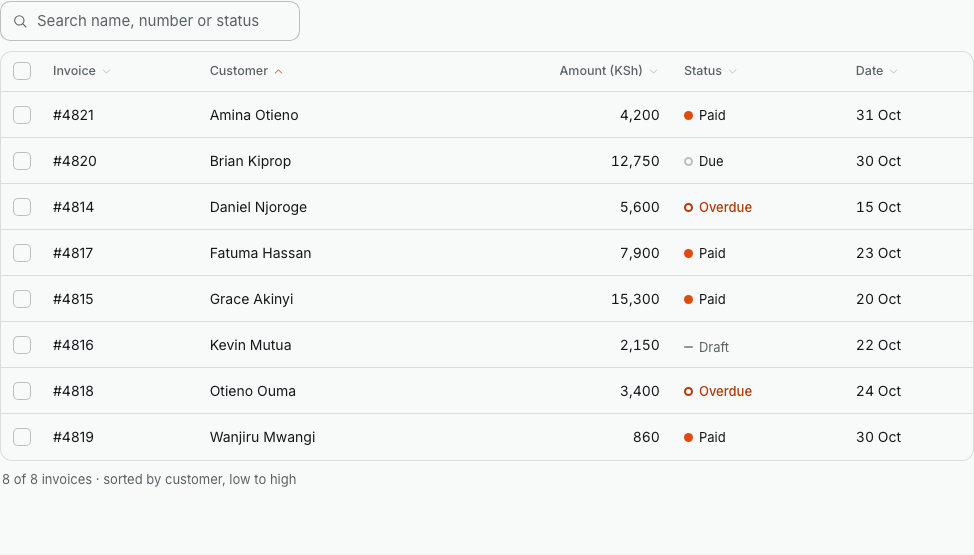 Search name, number or status
Invoice Customer Amount (KSh) Status Date
#4821 Amina Otieno 4,200 Paid 31 Oct
#4820 Brian Kiprop 12,750 Due 30 Oct
#4814 Daniel Njoroge 5,600 Overdue 15 Oct
#4817 Fatuma Hassan 7,900 Paid 23 Oct
#4815 Grace Akinyi 15,300 Paid 20 Oct
#4816 Kevin Mutua 2,150 Draft 22 Oct
#4818 Otieno Ouma 3,400 Overdue 24 Oct
#4819 Wanjiru Mwangi 860 Paid 30 Oct
8 of 8 invoices · sorted by customer, low to high